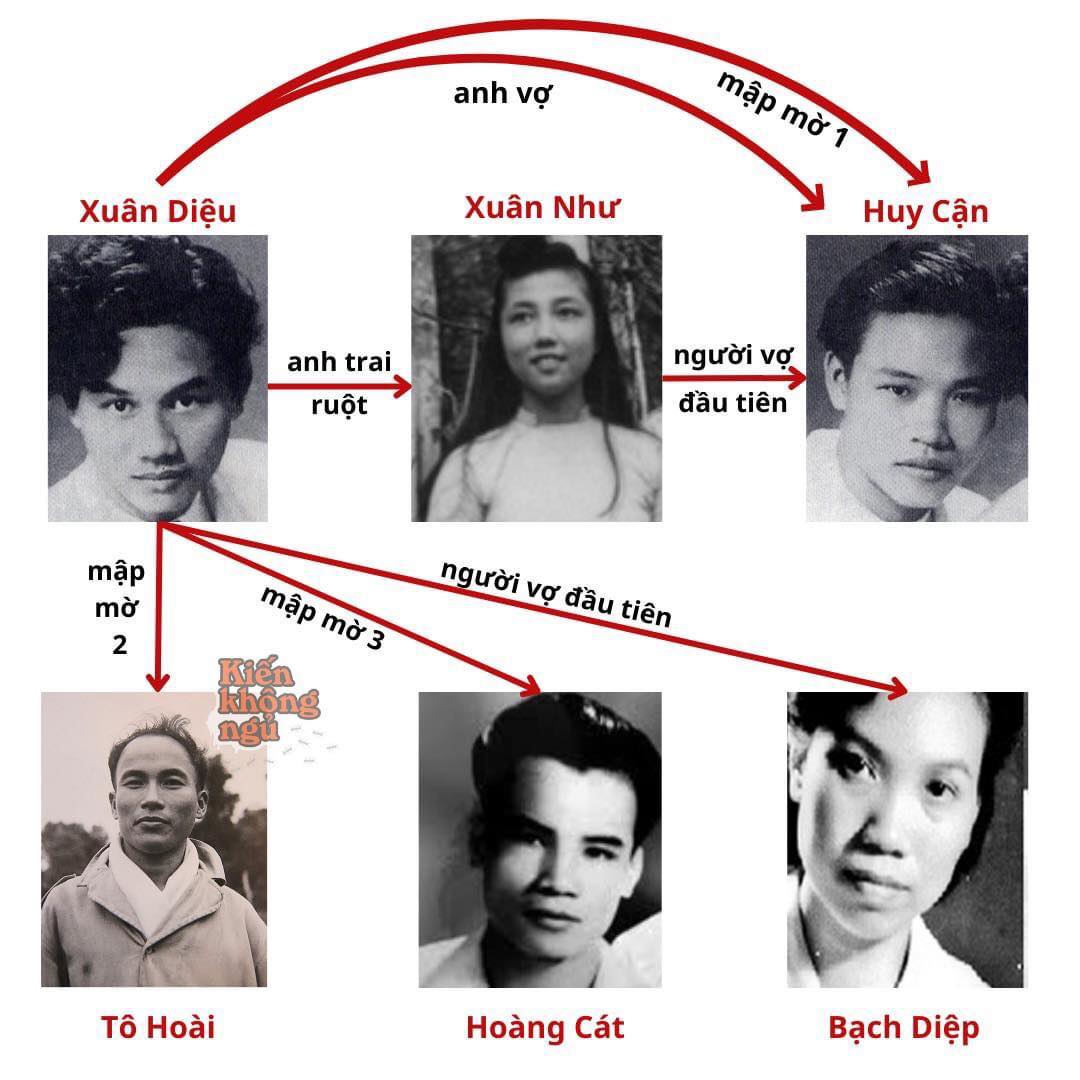 anh vợ
mập mờ 1
Xuân Diệu
Xuân Như
Huy Cận
anh trai
ruột
người vợ
đầu tiên
mập
mờ
2
mập mờ 3
người vợ đầu tiên
Kiến
không
ngủ
Tô Hoài
Hoàng Cát
Bạch Diệp